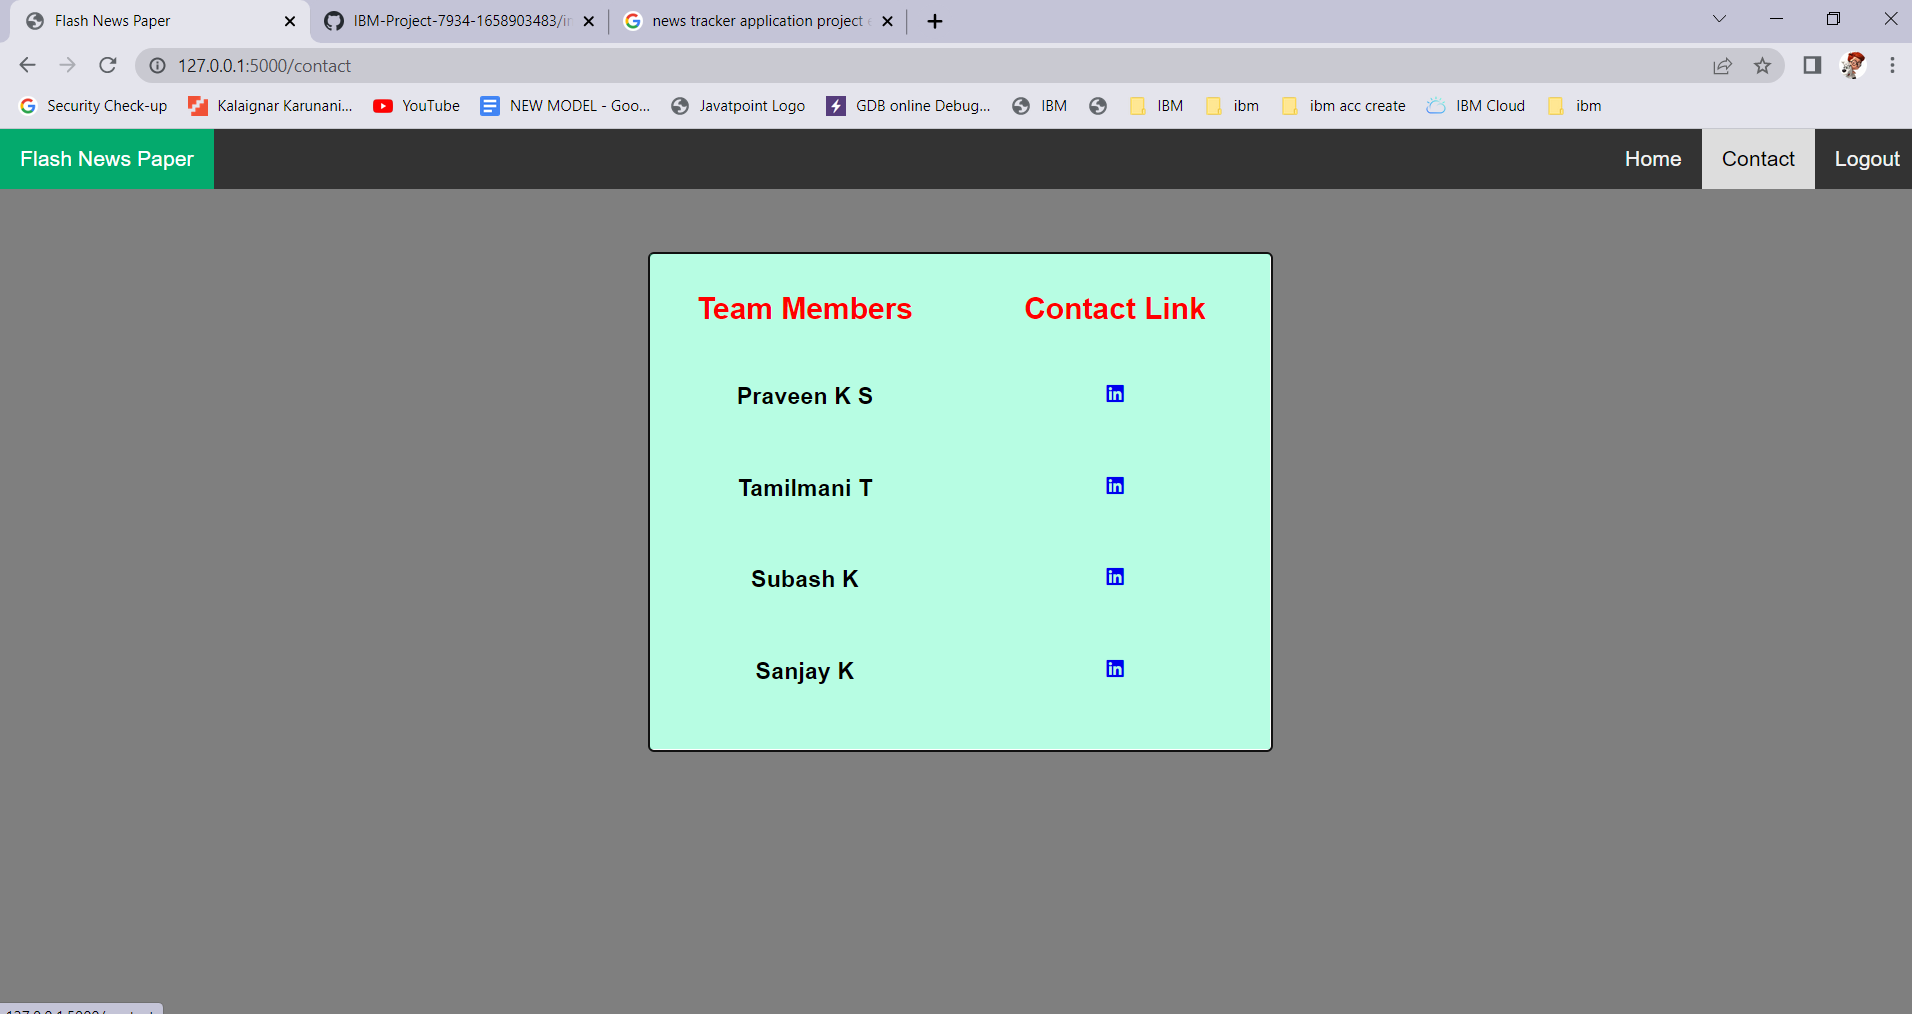 Flash News Paper
IBM-Project-7934-1658903483/
news tracker application project
127.0.0.1:5000/contact
Security Check-up Kalaignar Karunani... YouTube NEW MODEL - Goo... Javatpoint Logo GDB online Debug... IBM IBM ibm ibm acc create IBM Cloud ibm
Flash News Paper Home Contact Logout
Team Members Contact Link
Praveen K S in
Tamilmani T in
Subash K in
Sanjay K in